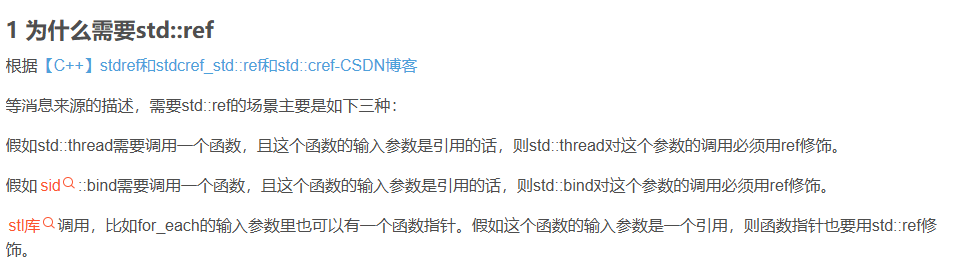 1 为什么需要std::ref
根据【C++】stdref和stdcref_std::ref和std::cref-CSDN博客
等消息来源的描述，需要std::ref的场景主要是如下三种：
假如std::thread需要调用一个函数，且这个函数的输入参数是引用的话，则std::thread对这个参数的调用必须用ref修饰。
假如 sid ::bind需要调用一个函数，且这个函数的输入参数是引用的话，则std::bind对这个参数的调用必须用ref修饰。
stl库 调用，比如for_each的输入参数里也可以有一个函数指针。假如这个函数的输入参数是一个引用，则函数指针也要用std::ref修
饰。